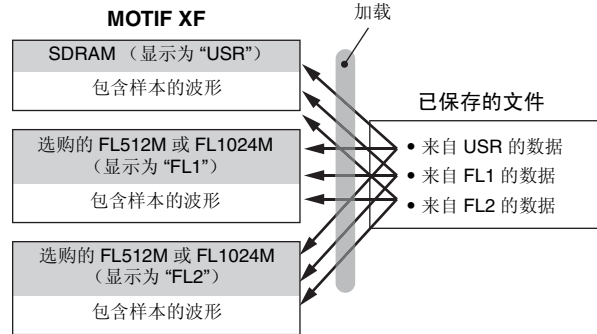 MOTIF XF
加载
SDRAM （显示为 “USR”）
包含样本的波形
已保存的文件
选购的 FL512M 或 FL1024M
（显示为 “FL1”）
包含样本的波形
• 来自 USR 的数据
• 来自 FL1 的数据
• 来自 FL2 的数据
选购的 FL512M 或 FL1024M
（显示为 “FL2”）
包含样本的波形